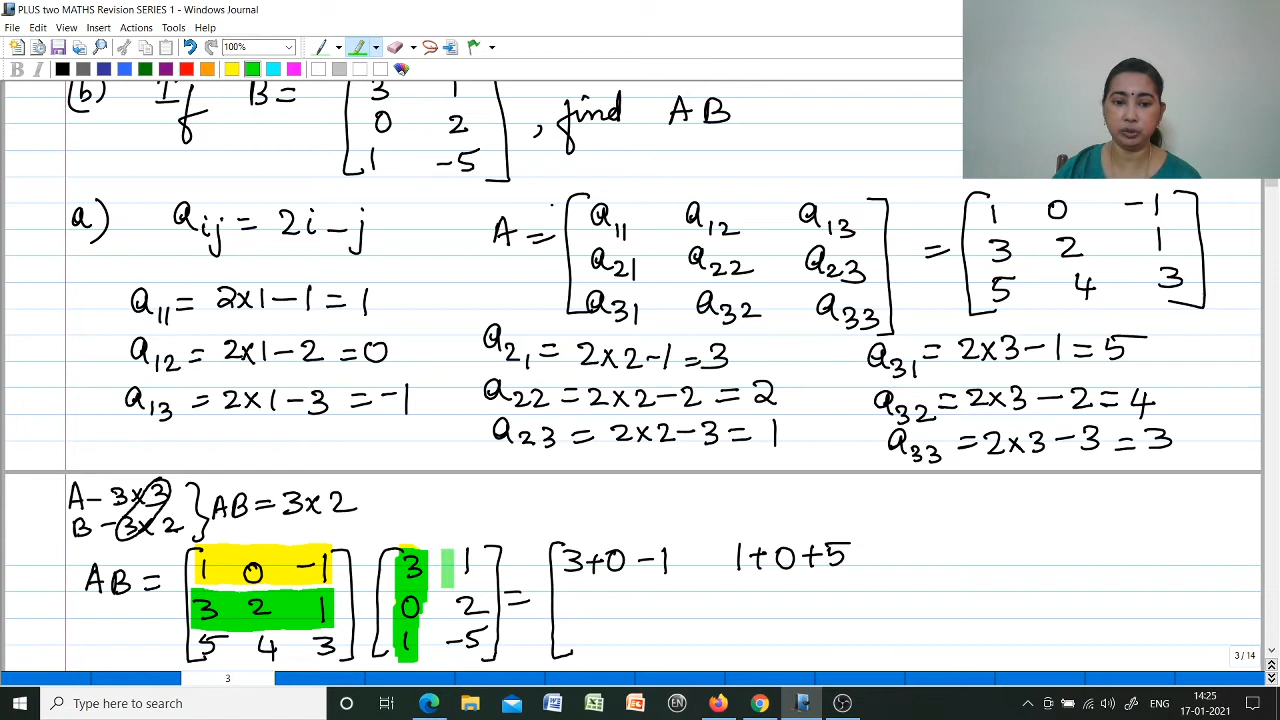 PLUS two MATHS Revision SERIES 1 - Windows Journal
File Edit View Insert Actions Tools Help
100%
B I
(b) If B = [3 1
0 2
1 -5] , find AB
a) aij = 2i - j A = [a11 a12 a13
a21 a22 a23
a31 a32 a33] = [1 0 -1
3 2 1
5 4 3]
a11 = 2x1-1 = 1
a12 = 2x1-2 = 0
a13 = 2x1-3 = -1
a21 = 2x2-1 = 3
a22 = 2x2-2 = 2
a23 = 2x2-3 = 1
a31 = 2x3-1 = 5
a32 = 2x3-2 = 4
a33 = 2x3-3 = 3
A - 3x3
B - 3x2 } AB = 3x2
AB = [1 0 -1
3 2 1
5 4 3] [3 1
0 2
1 -5] = [3+0-1 1+0+5
3 / 14
3
Type here to search
ENG
14:25
17-01-2021